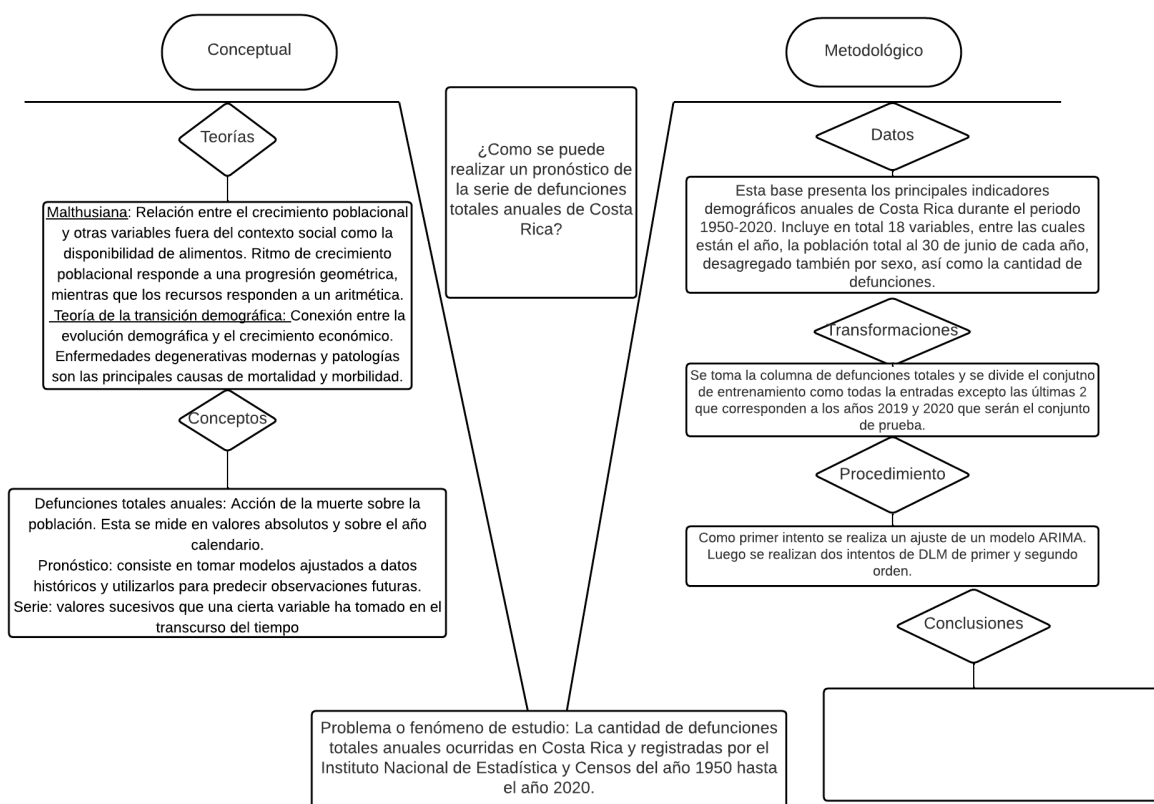 Conceptual
Teorías
Malthusiana: Relación entre el crecimiento poblacional
y otras variables fuera del contexto social como la
disponibilidad de alimentos. Ritmo de crecimiento
poblacional responde a una progresión geométrica,
mientras que los recursos responden a un aritmética.
Teoría de la transición demográfica: Conexión entre la
evolución demográfica y el crecimiento económico.
Enfermedades degenerativas modernas y patologías
son las principales causas de mortalidad y morbilidad.
Conceptos
Defunciones totales anuales: Acción de la muerte sobre la
población. Esta se mide en valores absolutos y sobre el año
calendario.
Pronóstico: consiste en tomar modelos ajustados a datos
históricos y utilizarlos para predecir observaciones futuras.
Serie: valores sucesivos que una cierta variable ha tomado en el
transcurso del tiempo
¿Como se puede
realizar un pronóstico de
la serie de defunciones
totales anuales de Costa
Rica?
Metodológico
Datos
Esta base presenta los principales indicadores
demográficos anuales de Costa Rica durante el periodo
1950-2020. Incluye en total 18 variables, entre las cuales
están el año, la población total al 30 de junio de cada año,
desagregado también por sexo, así como la cantidad de
defunciones.
Transformaciones
Se toma la columna de defunciones totales y se divide el conjutno
de entrenamiento como todas la entradas excepto las últimas 2
que corresponden a los años 2019 y 2020 que serán el conjunto
de prueba.
Procedimiento
Como primer intento se realiza un ajuste de un modelo ARIMA.
Luego se realizan dos intentos de DLM de primer y segundo
orden.
Conclusiones
Problema o fenómeno de estudio: La cantidad de defunciones
totales anuales ocurridas en Costa Rica y registradas por el
Instituto Nacional de Estadística y Censos del año 1950 hasta
el año 2020.